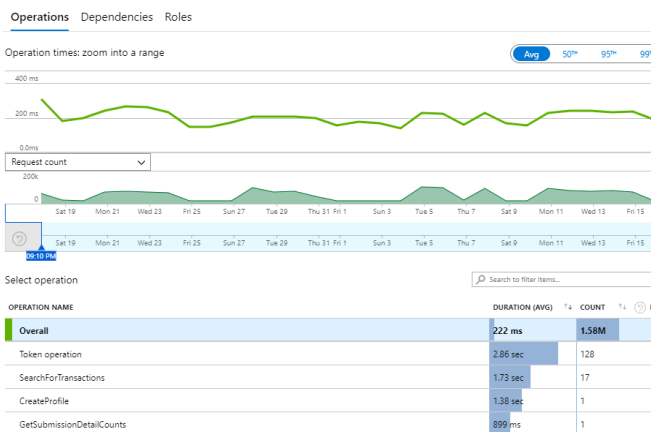 Operations Dependencies Roles
Operation times: zoom into a range
Avg 50TH 95TH 99
400 ms
200 ms
0.0ms
Request count
200k
0
Sat 19 Mon 21 Wed 23 Fri 25 Sun 27 Tue 29 Thu 31 Fri 1 Sun 3 Tue 5 Thu 7 Sat 9 Mon 11 Wed 13 Fri 15
Sat 19 Mon 21 Wed 23 Fri 25 Sun 27 Tue 29 Thu 31 Fri 1 Sun 3 Tue 5 Thu 7 Sat 9 Mon 11 Wed 13 Fri 15
09:10 PM
Select operation
Search to filter items...
OPERATION NAME DURATION (AVG) COUNT
Overall 222 ms 1.58M
Token operation 2.86 sec 128
SearchForTransactions 1.73 sec 17
CreateProfile 1.38 sec 1
GetSubmissionDetailCounts 899 ms 1